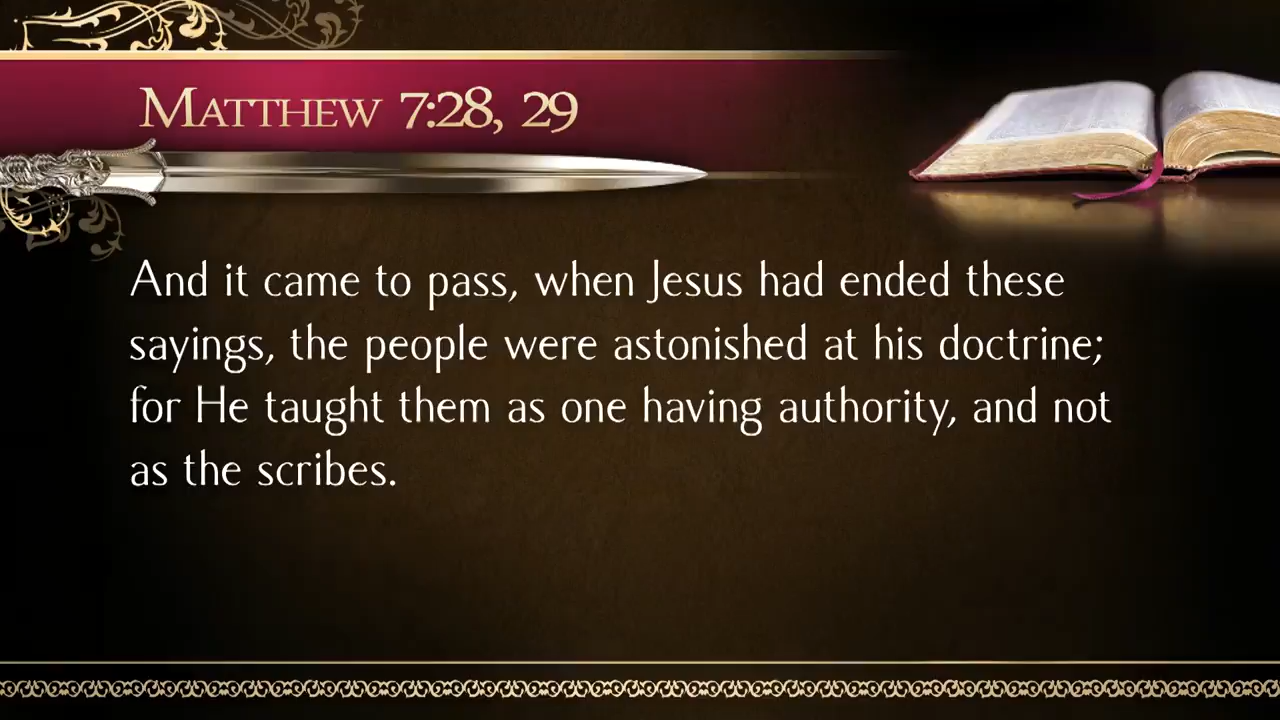 MATTHEW 7:28, 29
And it came to pass, when Jesus had ended these
sayings, the people were astonished at his doctrine;
for He taught them as one having authority, and not
as the scribes.